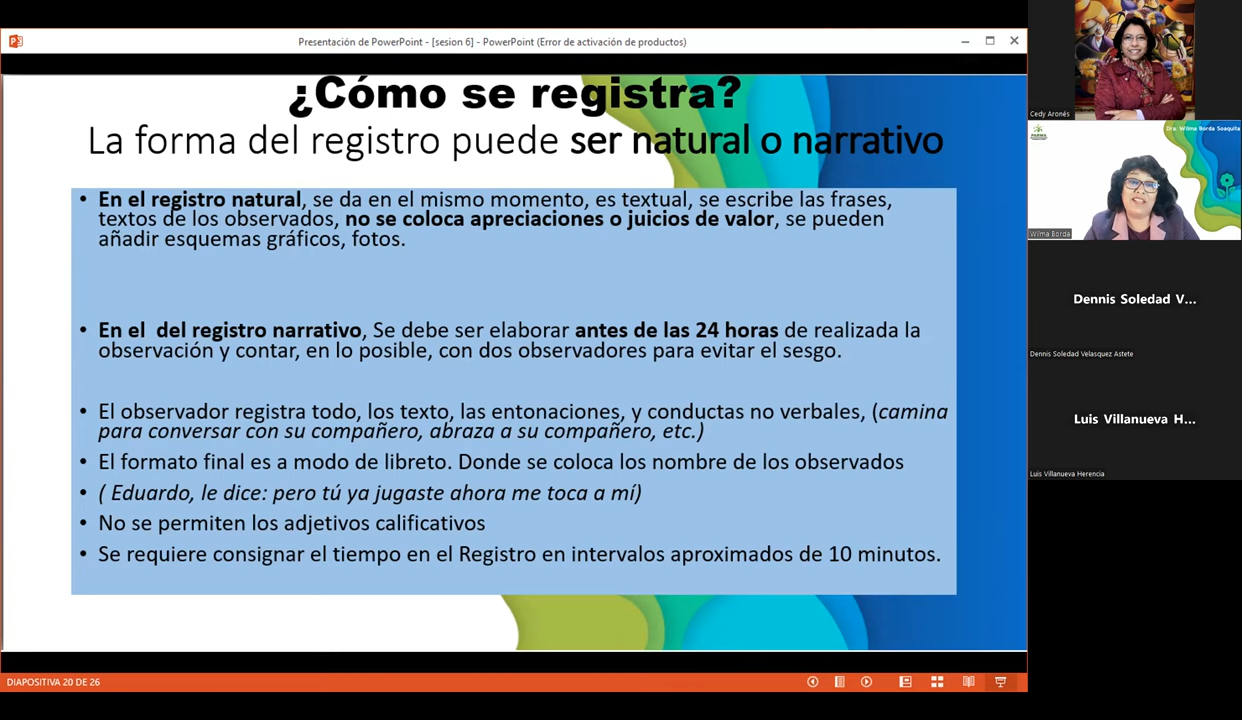 Presentación de PowerPoint - [sesion 6] - PowerPoint (Error de activación de productos)
¿Cómo se registra?
La forma del registro puede ser natural o narrativo
• En el registro natural, se da en el mismo momento, es textual, se escribe las frases,
textos de los observados, no se coloca apreciaciones o juicios de valor, se pueden
añadir esquemas gráficos, fotos.
• En el  del registro narrativo, Se debe ser elaborar antes de las 24 horas de realizada la
observación y contar, en lo posible, con dos observadores para evitar el sesgo.
• El observador registra todo, los texto, las entonaciones, y conductas no verbales, (camina
para conversar con su compañero, abraza a su compañero, etc.)
• El formato final es a modo de libreto. Donde se coloca los nombre de los observados
• ( Eduardo, le dice: pero tú ya jugaste ahora me toca a mí)
• No se permiten los adjetivos calificativos
• Se requiere consignar el tiempo en el Registro en intervalos aproximados de 10 minutos.
DIAPOSITIVA 20 DE 26
Cedy Aronés
Dra. Wilma Borda Soaquita
Wilma Borda
Dennis Soledad V...
Dennis Soledad Velasquez Astete
Luis Villanueva H...
Luis Villanueva Herencia